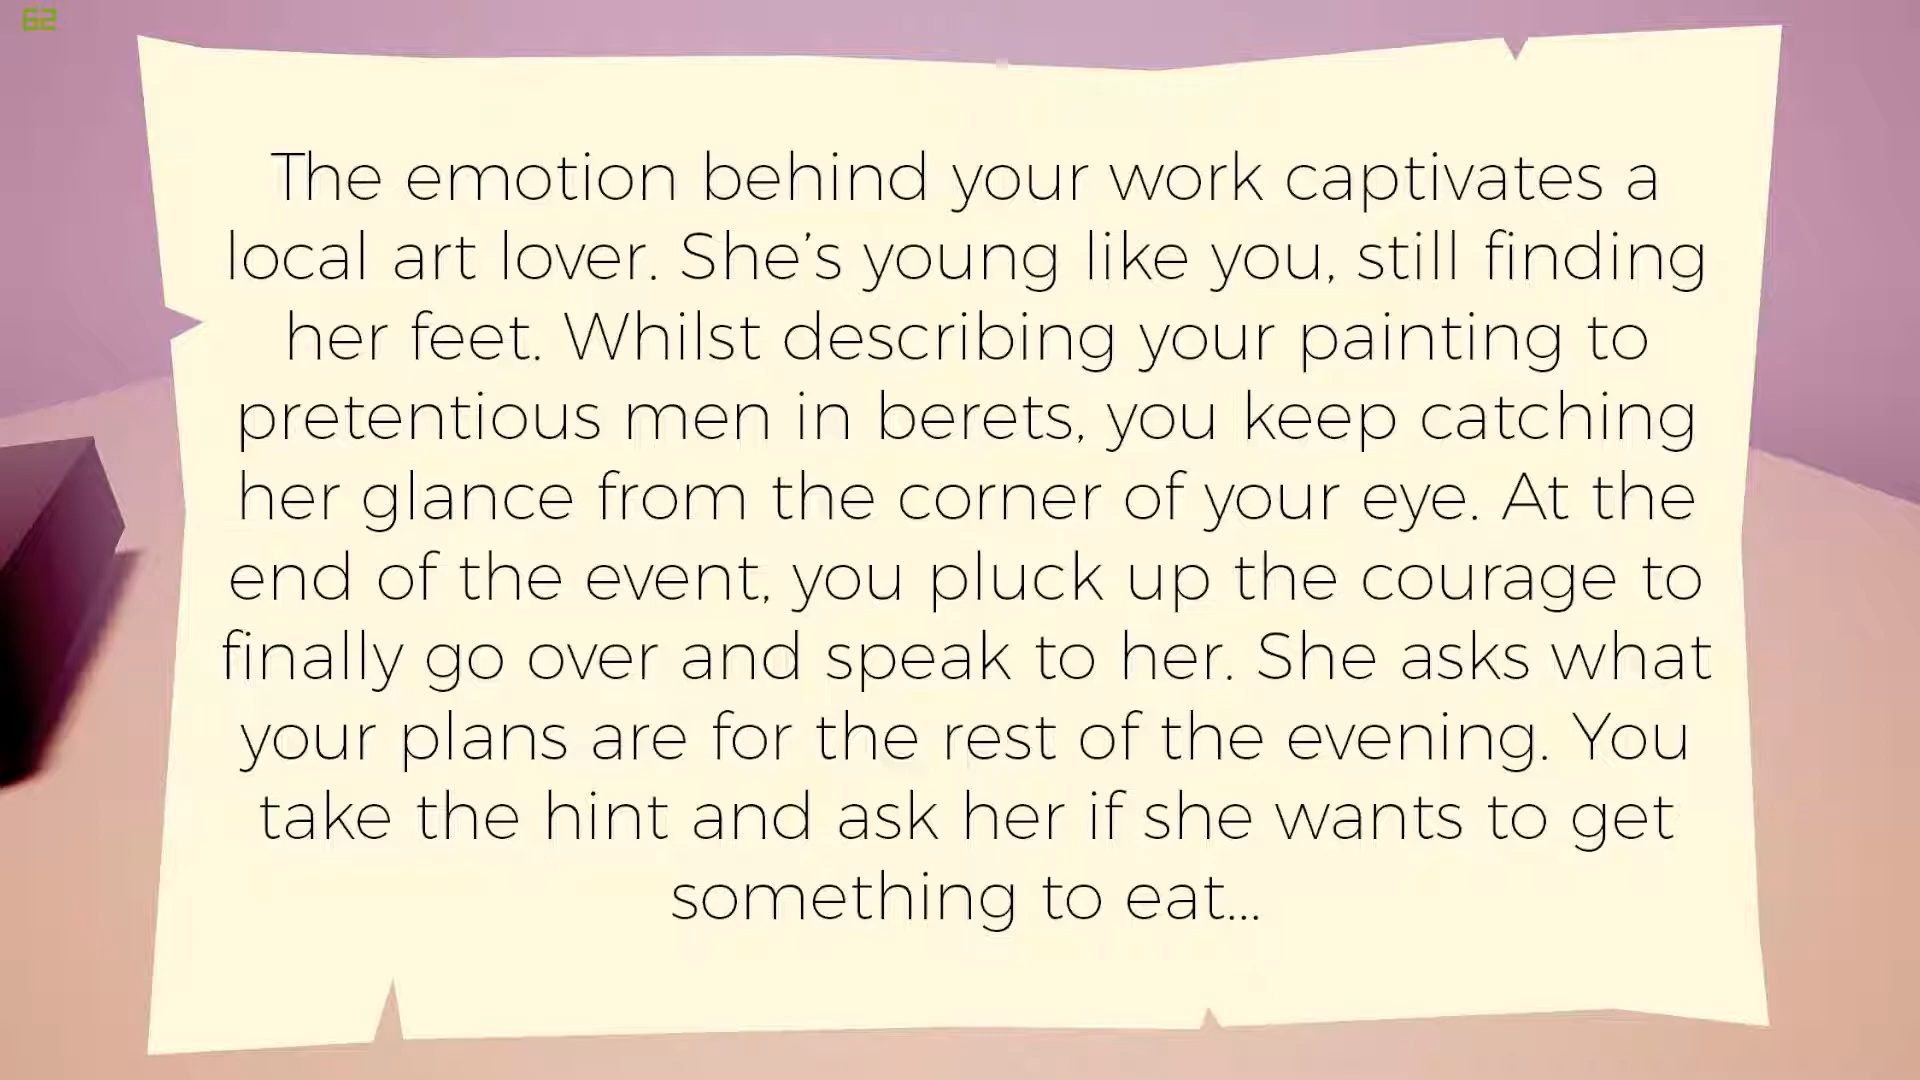 62
The emotion behind your work captivates a
local art lover. She’s young like you, still finding
her feet. Whilst describing your painting to
pretentious men in berets, you keep catching
her glance from the corner of your eye. At the
end of the event, you pluck up the courage to
finally go over and speak to her. She asks what
your plans are for the rest of the evening. You
take the hint and ask her if she wants to get
something to eat...